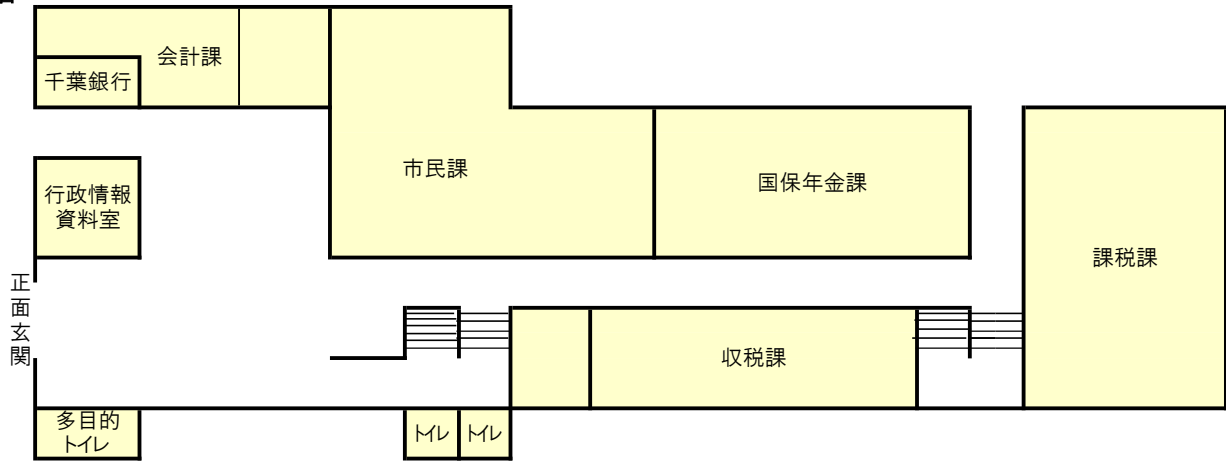 会計課
千葉銀行
市民課
国保年金課
行政情報
資料室
課税課
正面玄関
収税課
多目的
トイレ
トイレ
トイレ